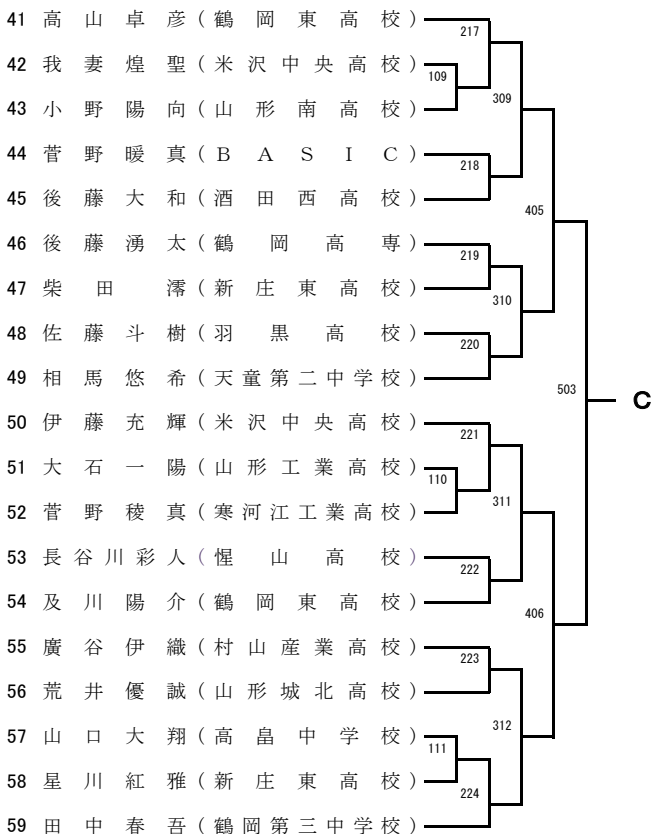 41 高山卓彦(鶴岡東高校)
217
42 我妻煌聖(米沢中央高校)
109
309
43 小野陽向(山形南高校)
44 菅野暖真(BASIC)
218
45 後藤大和(酒田西高校)
405
46 後藤湧太(鶴岡高専)
219
47 柴田澪(新庄東高校)
310
48 佐藤斗樹(羽黒高校)
220
49 相馬悠希(天童第二中学校)
503
C
50 伊藤充輝(米沢中央高校)
221
51 大石一陽(山形工業高校)
110
311
52 菅野稜真(寒河江工業高校)
53 長谷川彩人(惺山高校)
222
54 及川陽介(鶴岡東高校)
406
55 廣谷伊織(村山産業高校)
223
56 荒井優誠(山形城北高校)
312
57 山口大翔(高畠中学校)
111
58 星川紅雅(新庄東高校)
224
59 田中春吾(鶴岡第三中学校)